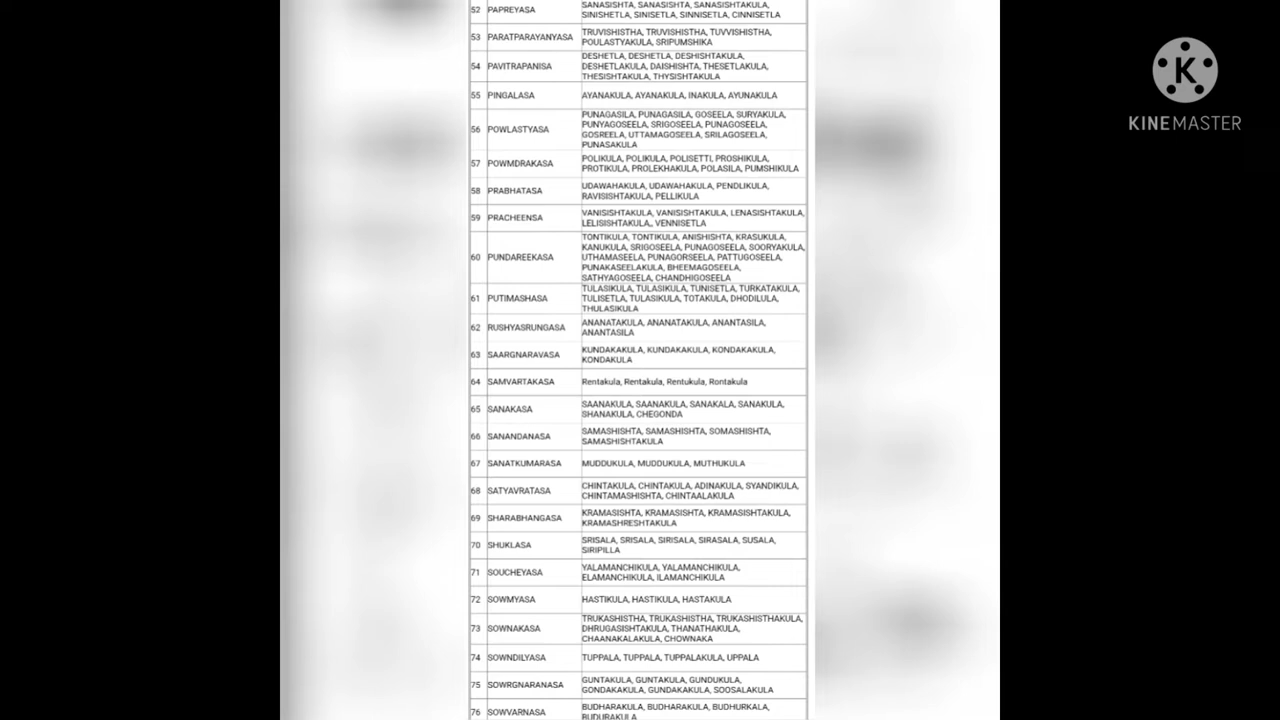 52 PAPREYASA SANASISHTA, SANASISHTA, SANASISHTAKULA,
SINISHETLA, SINISETLA, SINNISETLA, CINNISETLA
53 PARATPARAYANYASA TRUVISHISTHA, TRUVISHISTHA, TUVVISHISTHA,
POULASTYAKULA, SRIPUMSHIKA
54 PAVITRAPANISA DESHETLA, DESHETLA, DESHISHTAKULA,
DESHETLAKULA, DAISHISHTA, THESETLAKULA,
THESISHTAKULA, THYSISHTAKULA
55 PINGALASA AYANAKULA, AYANAKULA, INAKULA, AYUNAKULA
56 POWLASTYASA PUNAGASILA, PUNAGASILA, GOSEELA, SURYAKULA,
PUNYAGOSEELA, SRIGOSEELA, PUNAGOSEELA,
GOSREELA, UTTAMAGOSEELA, SRILAGOSEELA,
PUNASAKULA
57 POWMDRAKASA POLIKULA, POLIKULA, POLISETTI, PROSHIKULA,
PROTIKULA, PROLEKHAKULA, POLASILA, PUMSHIKULA
58 PRABHATASA UDAWAHAKULA, UDAWAHAKULA, PENDLIKULA,
RAVISISHTAKULA, PELLIKULA
59 PRACHEENSA VANISISHTAKULA, VANISISHTAKULA, LENASISHTAKULA,
LELISISHTAKULA,, VENNISETLA
60 PUNDAREEKASA TONTIKULA, TONTIKULA, ANISHISHTA, KRASUKULA,
KANUKULA, SRIGOSEELA, PUNAGOSEELA, SOORYAKULA,
UTHAMASEELA, PUNAGORSEELA, PATTUGOSEELA,
PUNAKASEELAKULA, BHEEMAGOSEELA,
SATHYAGOSEELA, CHANDHIGOSEELA
61 PUTIMASHASA TULASIKULA, TULASIKULA, TUNISETLA, TURKATAKULA,
TULISETLA, TULASIKULA, TOTAKULA, DHODILULA,
THULASIKULA
62 RUSHYASRUNGASA ANANATAKULA, ANANATAKULA, ANANTASILA,
ANANTASILA
63 SAARGNARAVASA KUNDAKAKULA, KUNDAKAKULA, KONDAKAKULA,
KONDAKULA
64 SAMVARTAKASA Rentakula, Rentakula, Rentukula, Rontakula
65 SANAKASA SAANAKULA, SAANAKULA, SANAKALA, SANAKULA,
SHANAKULA, CHEGONDA
66 SANANDANASA SAMASHISHTA, SAMASHISHTA, SOMASHISHTA,
SAMASHISHTAKULA
67 SANATKUMARASA MUDDUKULA, MUDDUKULA, MUTHUKULA
68 SATYAVRATASA CHINTAKULA, CHINTAKULA, ADINAKULA, SYANDIKULA,
CHINTAMASHISHTA, CHINTAALAKULA
69 SHARABHANGASA KRAMASISHTA, KRAMASISHTA, KRAMASISHTAKULA,
KRAMASHRESHTAKULA
70 SHUKLASA SRISALA, SRISALA, SIRISALA, SIRASALA, SUSALA,
SIRIPILLA
71 SOUCHEYASA YALAMANCHIKULA, YALAMANCHIKULA,
ELAMANCHIKULA, ILAMANCHIKULA
72 SOWMYASA HASTIKULA, HASTIKULA, HASTAKULA
73 SOWNAKASA TRUKASHISTHA, TRUKASHISTHA, TRUKASHISTHAKULA,
DHRUGASISHTAKULA, THANATHAKULA,
CHAANAKALAKULA, CHOWNAKA
74 SOWNDILYASA TUPPALA, TUPPALA, TUPPALAKULA, UPPALA
75 SOWRGNARANASA GUNTAKULA, GUNTAKULA, GUNDUKULA,
GONDAKAKULA, GUNDAKAKULA, SOOSALAKULA
76 SOWVARNASA BUDHARAKULA, BUDHARAKULA, BUDHURKALA,
BUDURAKULA
K
KINEMASTER